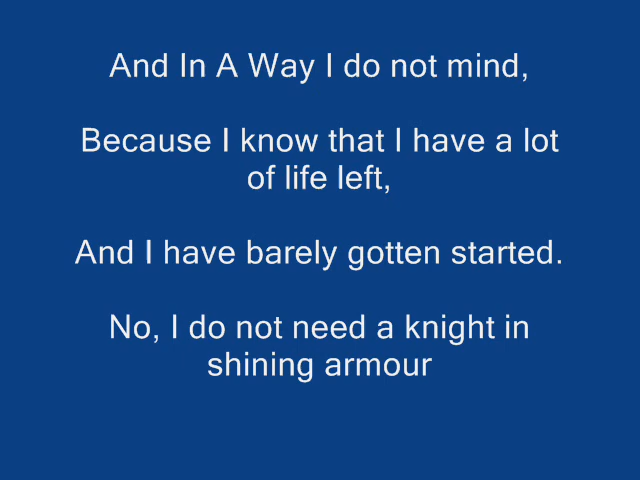 And In A Way I do not mind,
Because I know that I have a lot
of life left,
And I have barely gotten started.
No, I do not need a knight in
shining armour